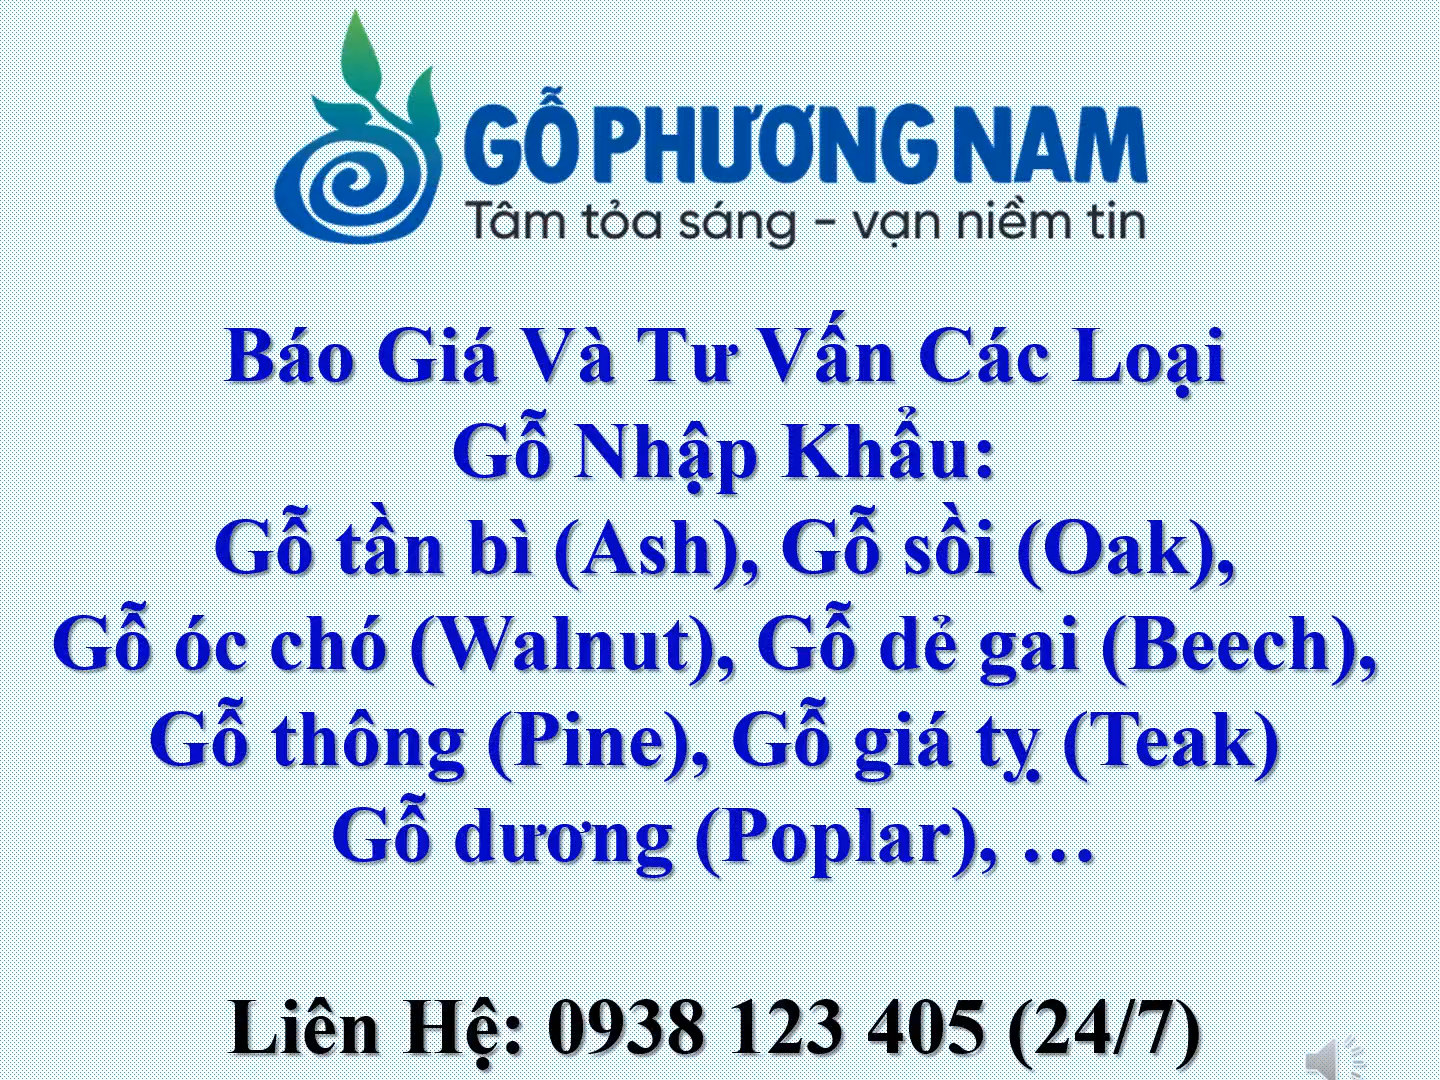 GỖ PHƯƠNG NAM
Tâm tỏa sáng - vạn niềm tin
Báo Giá Và Tư Vấn Các Loại
Gỗ Nhập Khẩu:
Gỗ tần bì (Ash), Gỗ sồi (Oak),
Gỗ óc chó (Walnut), Gỗ dẻ gai (Beech),
Gỗ thông (Pine), Gỗ giá tỵ (Teak)
Gỗ dương (Poplar), …
Liên Hệ: 0938 123 405 (24/7)